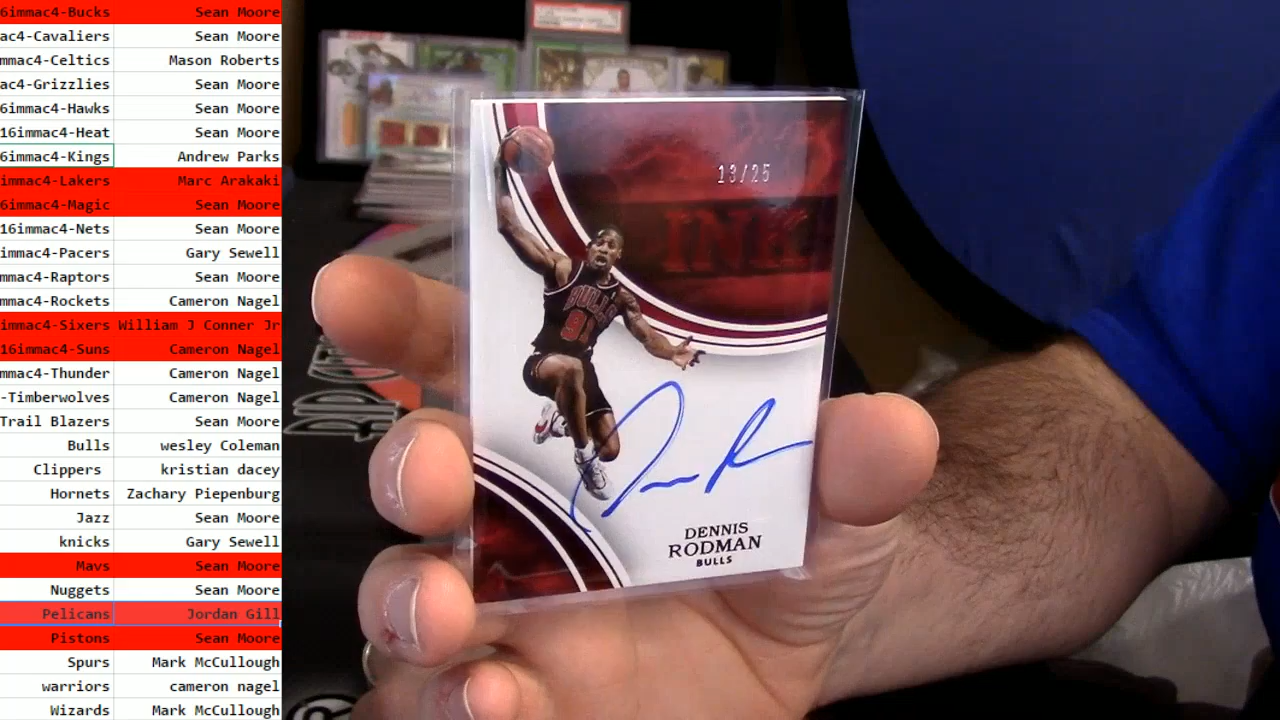 6immac4-Bucks Sean Moore
ac4-Cavaliers Sean Moore
mmac4-Celtics Mason Roberts
ac4-Grizzlies Sean Moore
6immac4-Hawks Sean Moore
16immac4-Heat Sean Moore
6immac4-Kings Andrew Parks
immac4-Lakers Marc Arakaki
6immac4-Magic Sean Moore
16immac4-Nets Sean Moore
immac4-Pacers Gary Sewell
mmac4-Raptors Sean Moore
mmac4-Rockets Cameron Nagel
immac4-Sixers William J Conner Jr
16immac4-Suns Cameron Nagel
mmac4-Thunder Cameron Nagel
-Timberwolves Cameron Nagel
Trail Blazers Sean Moore
Bulls wesley Coleman
Clippers kristian dacey
Hornets Zachary Piepenburg
Jazz Sean Moore
knicks Gary Sewell
Mavs Sean Moore
Nuggets Sean Moore
Pelicans Jordan Gill
Pistons Sean Moore
Spurs Mark McCullough
warriors cameron nagel
Wizards Mark McCullough
13/25
INK
BULLS
91
DENNIS
RODMAN
BULLS